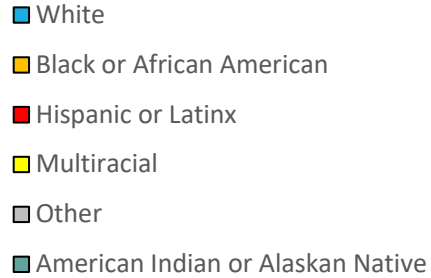 White
Black or African American
Hispanic or Latinx
Multiracial
Other
American Indian or Alaskan Native